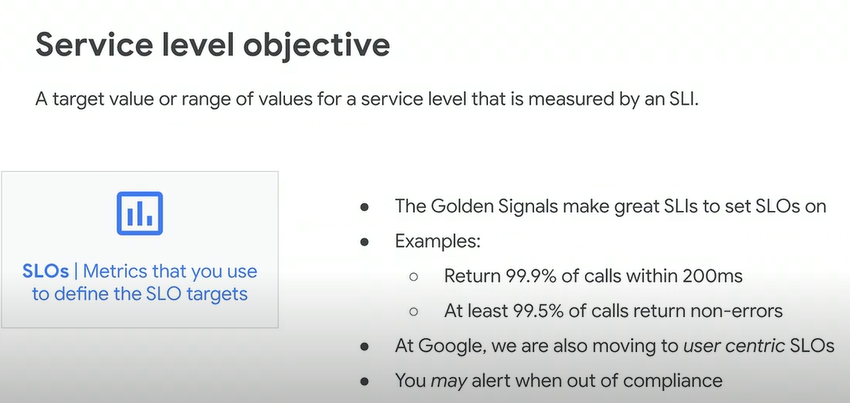 Service level objective
A target value or range of values for a service level that is measured by an SLI.
SLOs | Metrics that you use
to define the SLO targets
● The Golden Signals make great SLIs to set SLOs on
● Examples:
○ Return 99.9% of calls within 200ms
○ At least 99.5% of calls return non-errors
● At Google, we are also moving to user centric SLOs
● You may alert when out of compliance